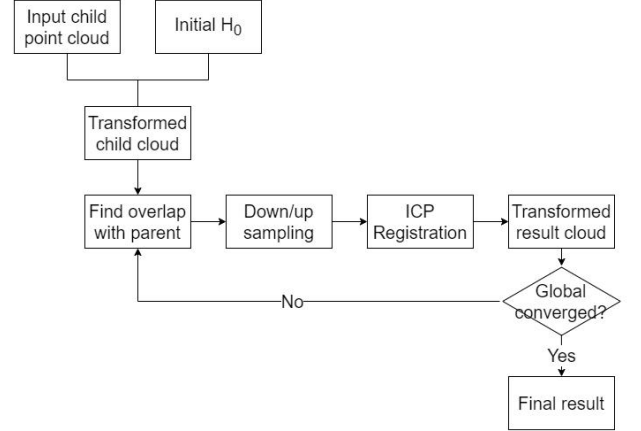 Input child
point cloud
Initial H₀
Transformed
child cloud
Find overlap
with parent
Down/up
sampling
ICP
Registration
Transformed
result cloud
Global
converged?
No
Yes
Final result